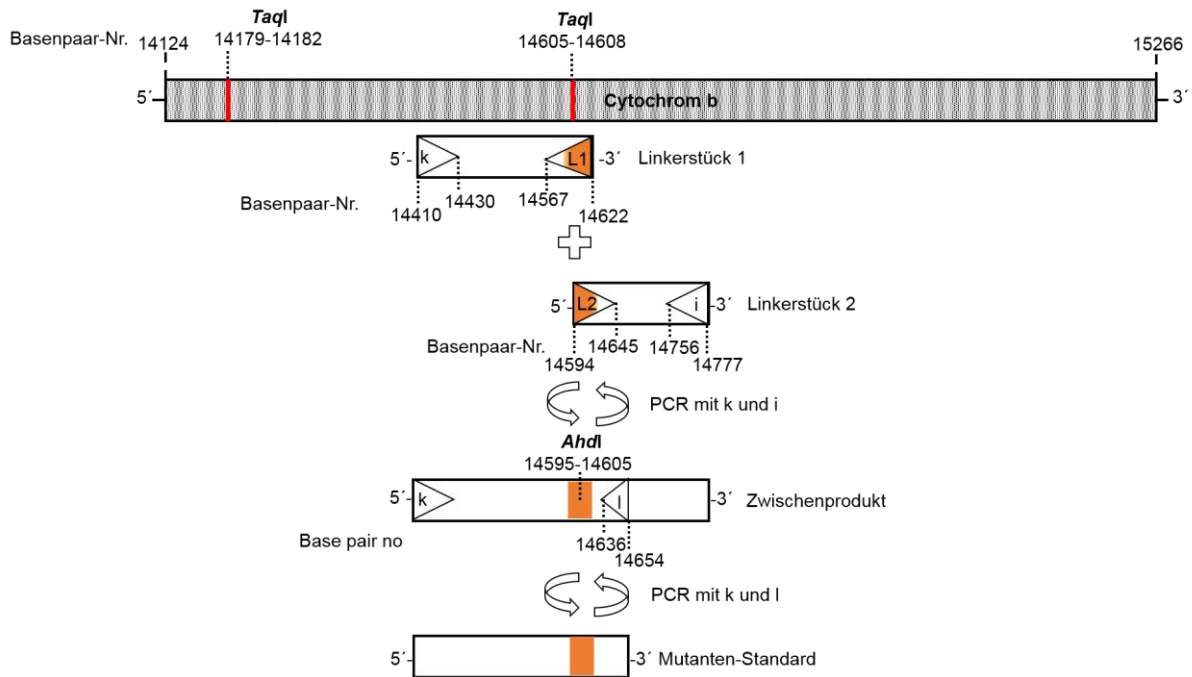 TaqI TaqI
Basenpaar-Nr. 14124 14179-14182 14605-14608 15266
5´ Cytochrom b 3´
5´- k L1 -3´ Linkerstück 1
14430 14567
Basenpaar-Nr.
14410 14622
5´- L2 i -3´ Linkerstück 2
14645 14756
Basenpaar-Nr.
14594 14777
PCR mit k und i
AhdI
14595-14605
5´- k l -3´ Zwischenprodukt
Base pair no 14636
14654
PCR mit k und l
5´- -3´ Mutanten-Standard